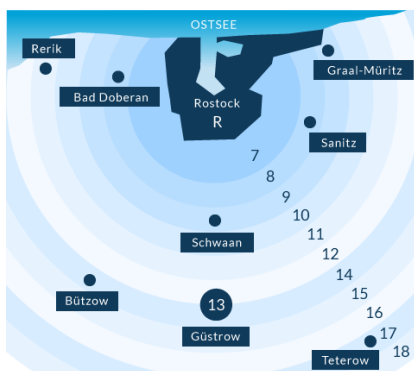 OSTSEE
Rerik
Graal-Müritz
Bad Doberan
Rostock
R
Sanitz
7
8
9
10
Schwaan
11
12
14
Bützow
15
13
16
Güstrow
17
Teterow
18